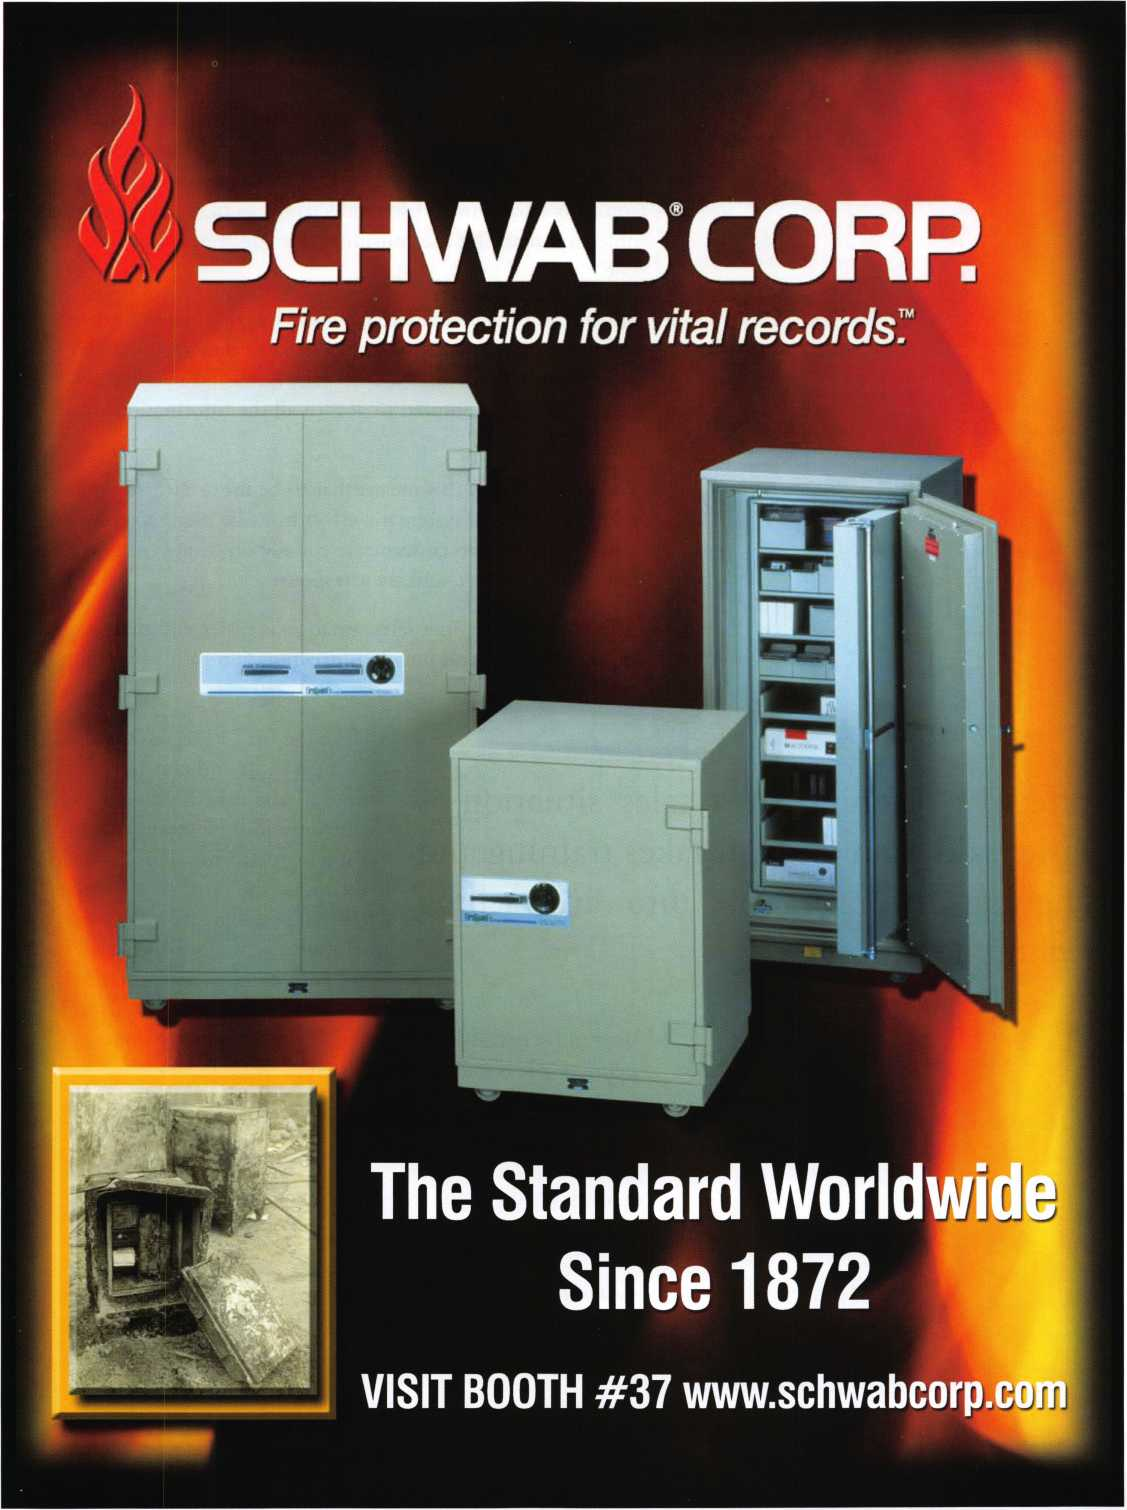 SCHWAB® CORP.
Fire protection for vital records.™
The Standard Worldwide
Since 1872
VISIT BOOTH #37 www.schwabcorp.com